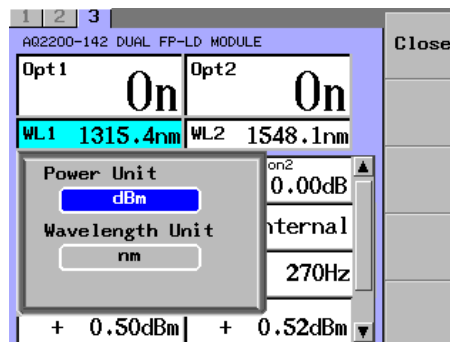 1 2 3
AQ2200-142 DUAL FP-LD MODULE
Close
Opt1 On Opt2 On
WL1 1315.4nm WL2 1548.1nm
Power Unit
dBm
Wavelength Unit
nm
on2
0.00dB
nternal
270Hz
+ 0.50dBm + 0.52dBm